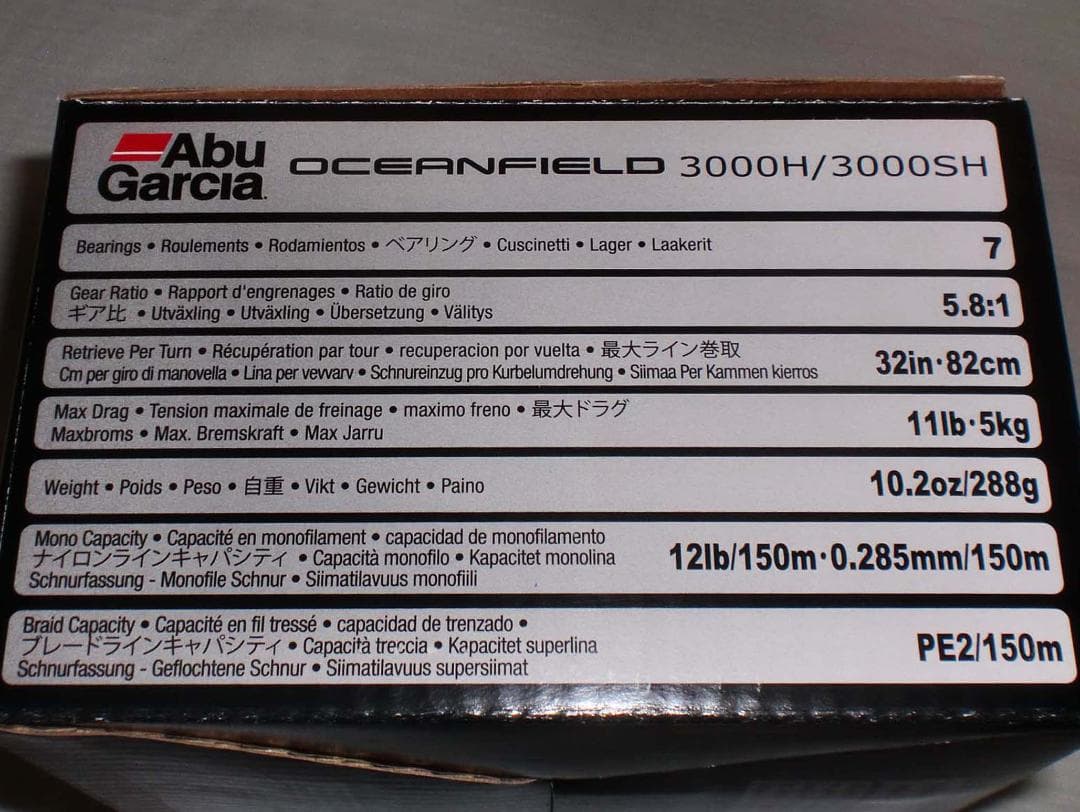 Abu
Garcia.
OCEANFIELD 3000H/3000SH
Bearings • Roulements • Rodamientos • ベアリング • Cuscinetti • Lager • Laakerit 7
Gear Ratio • Rapport d'engrenages • Ratio de giro
ギア比 • Utväxling • Utväxling • Übersetzung • Välitys
5.8:1
Retrieve Per Turn • Récupération par tour • recuperacion por vuelta • 最大ライン巻取
Cm per giro di manovella • Lina per vevvarv • Schnureinzug pro Kurbelumdrehung • Siimaa Per Kammen kierros
32in·82cm
Max Drag • Tension maximale de freinage • maximo freno • 最大ドラグ
Maxbroms • Max. Bremskraft • Max Jarru
11lb·5kg
Weight • Poids • Peso • 自重 • Vikt • Gewicht • Paino 10.2oz/288g
Mono Capacity • Capacité en monofilament • capacidad de monofilamento
ナイロンラインキャパシティ • Capacità monofilo • Kapacitet monolina
Schnurfassung - Monofile Schnur • Siimatilavuus monofiili
12lb/150m·0.285mm/150m
Braid Capacity • Capacité en fil tressé • capacidad de trenzado •
ブレードラインキャパシティ • Capacità treccia • Kapacitet superlina
Schnurfassung - Geflochtene Schnur • Siimatilavuus supersiimat
PE2/150m